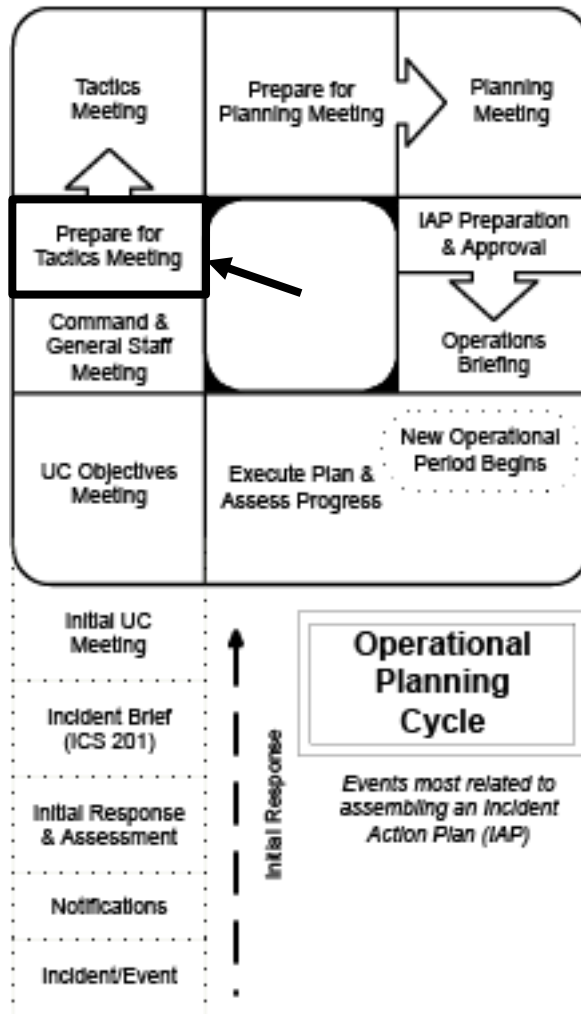 Tactics
Meeting
Prepare for
Planning Meeting
Planning
Meeting
Prepare for
Tactics Meeting
IAP Preparation
& Approval
Command &
General Staff
Meeting
Operations
Briefing
UC Objectives
Meeting
Execute Plan &
Assess Progress
New Operational
Period Begins
Initial UC
Meeting
Incident Brief
(ICS 201)
Initial Response
& Assessment
Notifications
Incident/Event
Initial Response
Operational
Planning
Cycle
Events most related to
assembling an Incident
Action Plan (IAP)